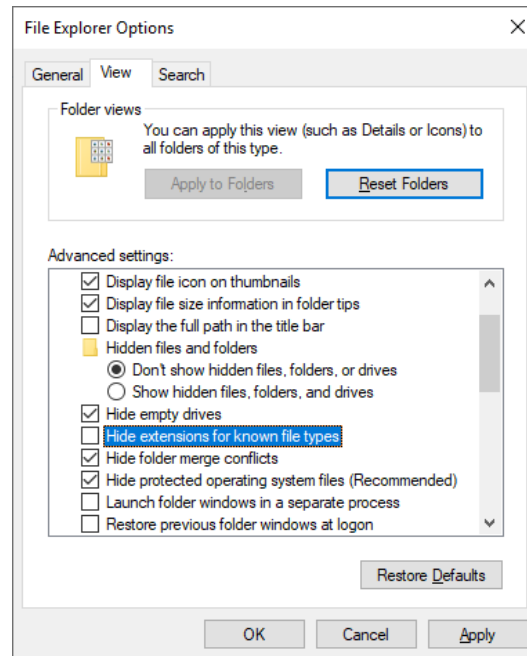 File Explorer Options
General View Search
Folder views
You can apply this view (such as Details or Icons) to
all folders of this type.
Apply to Folders Reset Folders
Advanced settings:
Display file icon on thumbnails
Display file size information in folder tips
Display the full path in the title bar
Hidden files and folders
Don't show hidden files, folders, or drives
Show hidden files, folders, and drives
Hide empty drives
Hide extensions for known file types
Hide folder merge conflicts
Hide protected operating system files (Recommended)
Launch folder windows in a separate process
Restore previous folder windows at logon
Restore Defaults
OK Cancel Apply